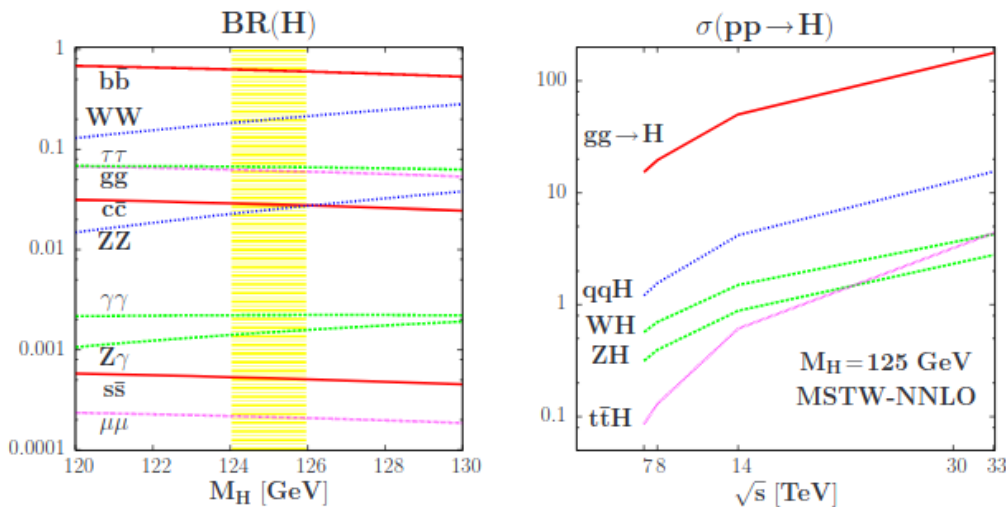 BR(H)
1
0.1
0.01
0.001
0.0001
bb̄
WW
ττ
gg
cc̄
ZZ
γγ
Zγ
ss̄
μμ
120 122 124 126 128 130
M_H [GeV]
σ(pp→H)
100
10
1
0.1
gg→H
qqH
WH
ZH
tt̄H
M_H=125 GeV
MSTW-NNLO
7 8 14 30 33
√s [TeV]